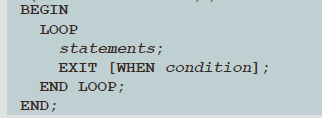 BEGIN
LOOP
statements;
EXIT [WHEN condition];
END LOOP;
END;